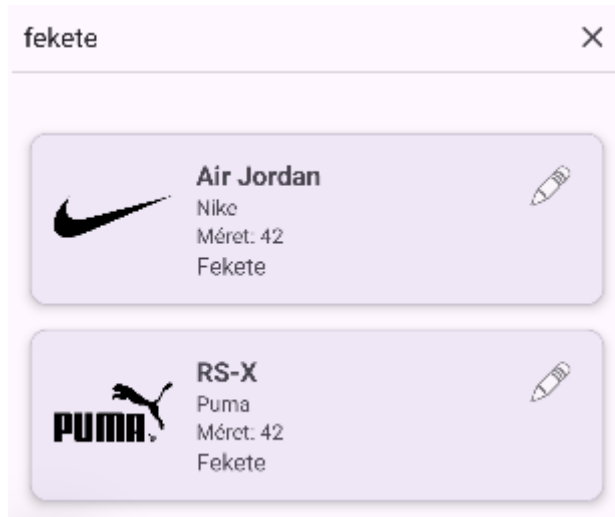 fekete
Air Jordan
Nike
Méret: 42
Fekete
RS-X
Puma
Méret: 42
Fekete
PUMA